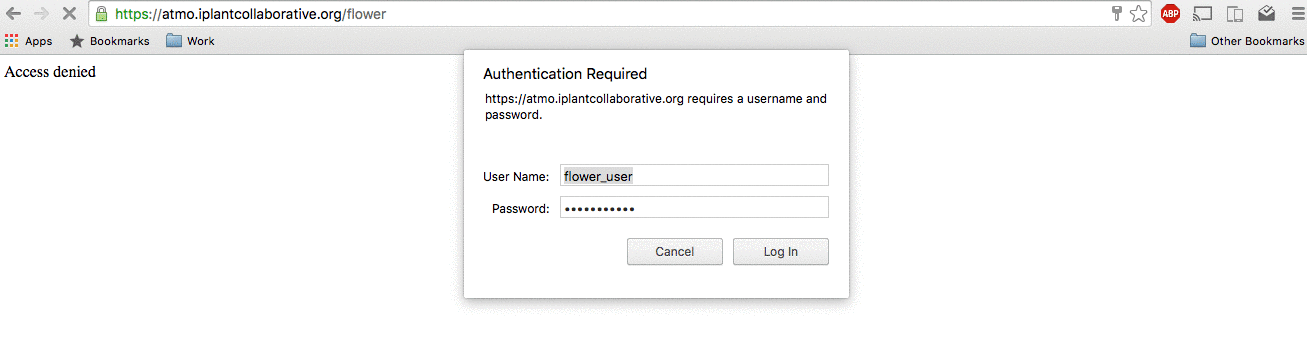 https://atmo.iplantcollaborative.org/flower
ABP
Apps Bookmarks Work Other Bookmarks
Access denied
Authentication Required
https://atmo.iplantcollaborative.org requires a username and
password.
User Name: flower_user
Password: •••••••••••
Cancel Log In